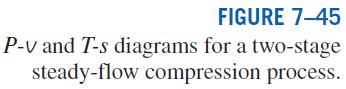 FIGURE 7–45
P-v and T-s diagrams for a two-stage
steady-flow compression process.